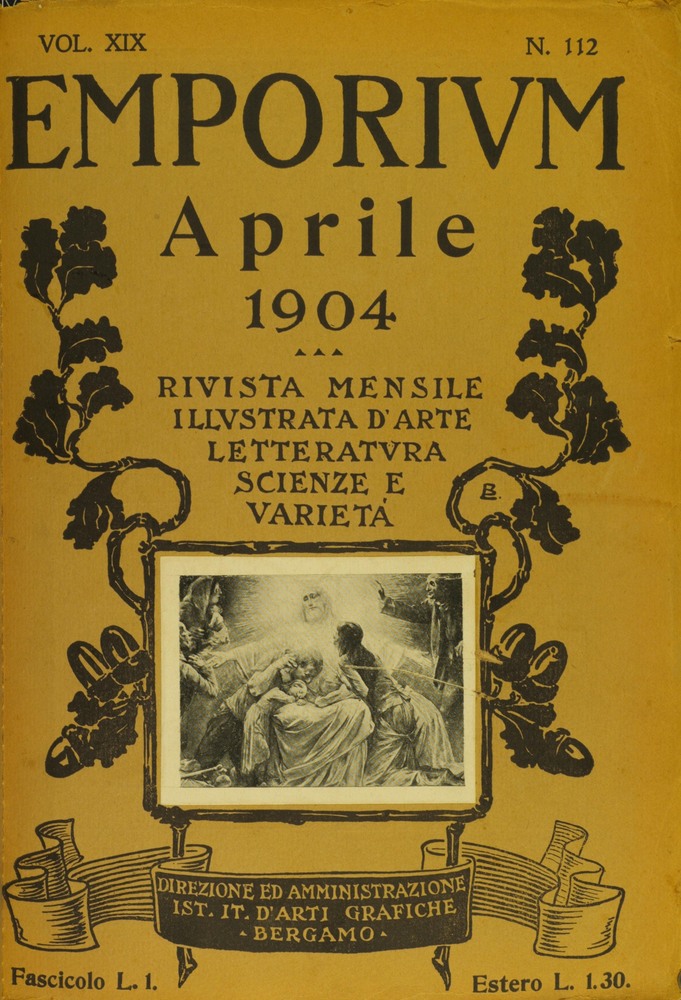 VOL. XIX
N. 112
EMPORIVM
Aprile
1904
RIVISTA MENSILE
ILLVSTRATA D'ARTE
LETTERATVRA
SCIENZE E
VARIETÁ
B.
DIREZIONE ED AMMINISTRAZIONE
IST. IT. D'ARTI GRAFICHE
- BERGAMO -
Fascicolo L. 1.
Estero L. 1.30.